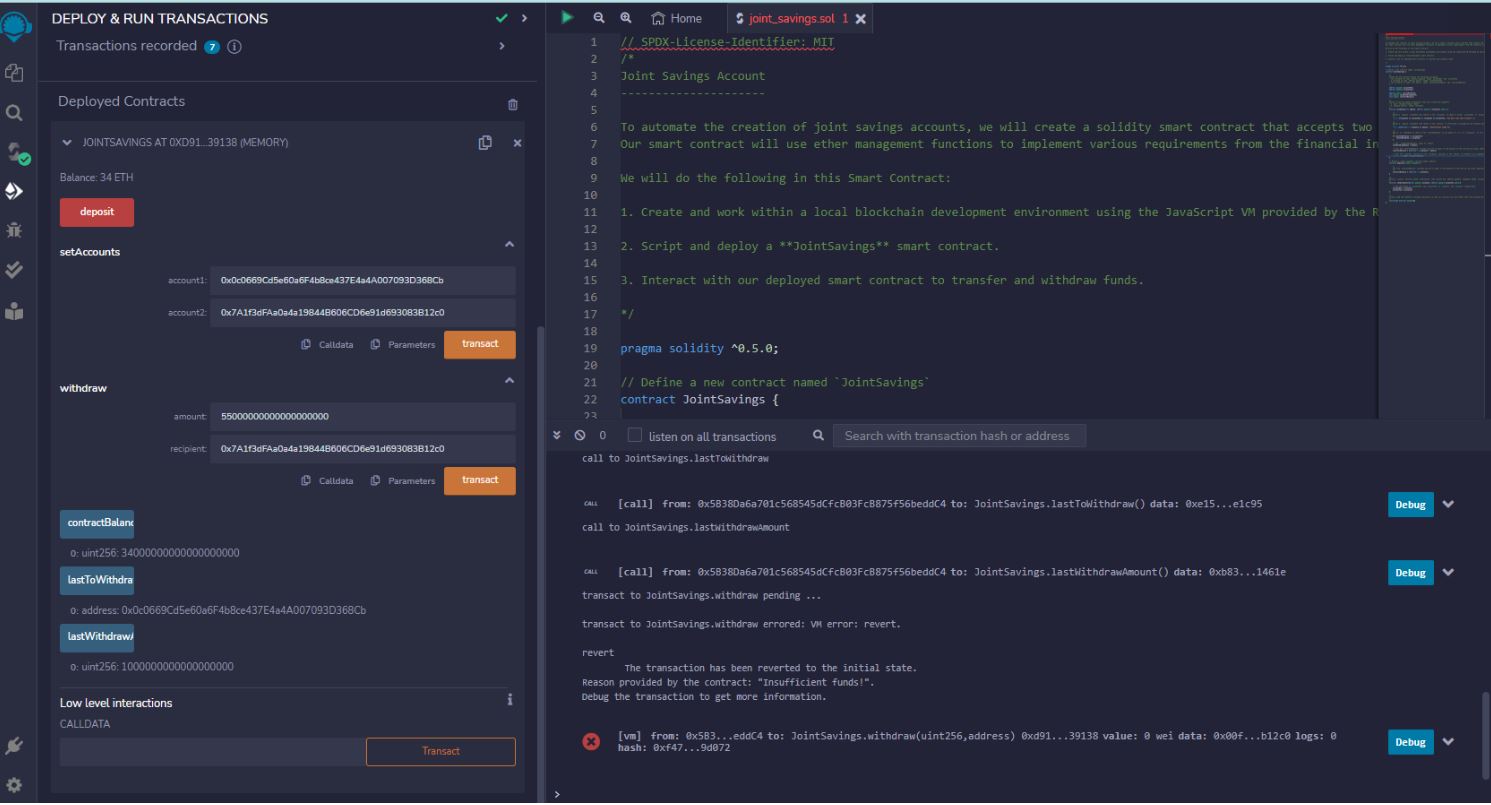 DEPLOY & RUN TRANSACTIONS
Transactions recorded 7 i
Deployed Contracts
JOINTSAVINGS AT 0XD91...39138 (MEMORY)
Balance: 34 ETH
deposit
setAccounts
account1: 0x0c0669Cd5e60a6F4b8ce437E4a4A007093D368Cb
account2: 0x7A1f3dFAa0a4a19844B606CD6e91d693083B12c0
Calldata Parameters transact
withdraw
amount: 55000000000000000000
recipient: 0x7A1f3dFAa0a4a19844B606CD6e91d693083B12c0
Calldata Parameters transact
contractBalanc
0: uint256: 34000000000000000000
lastToWithdra
0: address: 0x0c0669Cd5e60a6F4b8ce437E4a4A007093D368Cb
lastWithdrawA
0: uint256: 10000000000000000000
Low level interactions i
CALLDATA
Transact
Home
joint_savings.sol 1
1 // SPDX-License-Identifier: MIT
2 /*
3 Joint Savings Account
4 ---------------------
5
6 To automate the creation of joint savings accounts, we will create a solidity smart contract that accepts two
7 Our smart contract will use ether management functions to implement various requirements from the financial in
8
9 We will do the following in this Smart Contract:
10
11 1. Create and work within a local blockchain development environment using the JavaScript VM provided by the R
12
13 2. Script and deploy a **JointSavings** smart contract.
14
15 3. Interact with our deployed smart contract to transfer and withdraw funds.
16
17 */
18
19 pragma solidity ^0.5.0;
20
21 // Define a new contract named `JointSavings`
22 contract JointSavings {
23
0 listen on all transactions Search with transaction hash or address
call to JointSavings.lastToWithdraw
CALL [call] from: 0x5B38Da6a701c568545dCfcB03FcB875f56beddC4 to: JointSavings.lastToWithdraw() data: 0xe15...e1c95 Debug
call to JointSavings.lastWithdrawAmount
CALL [call] from: 0x5B38Da6a701c568545dCfcB03FcB875f56beddC4 to: JointSavings.lastWithdrawAmount() data: 0xb83...1461e Debug
transact to JointSavings.withdraw pending ...
transact to JointSavings.withdraw errored: VM error: revert.
revert
The transaction has been reverted to the initial state.
Reason provided by the contract: "Insufficient funds!".
Debug the transaction to get more information.
[vm] from: 0x5B3...eddC4 to: JointSavings.withdraw(uint256,address) 0xd91...39138 value: 0 wei data: 0x00f...b12c0 logs: 0 Debug
hash: 0xf47...9d072
>